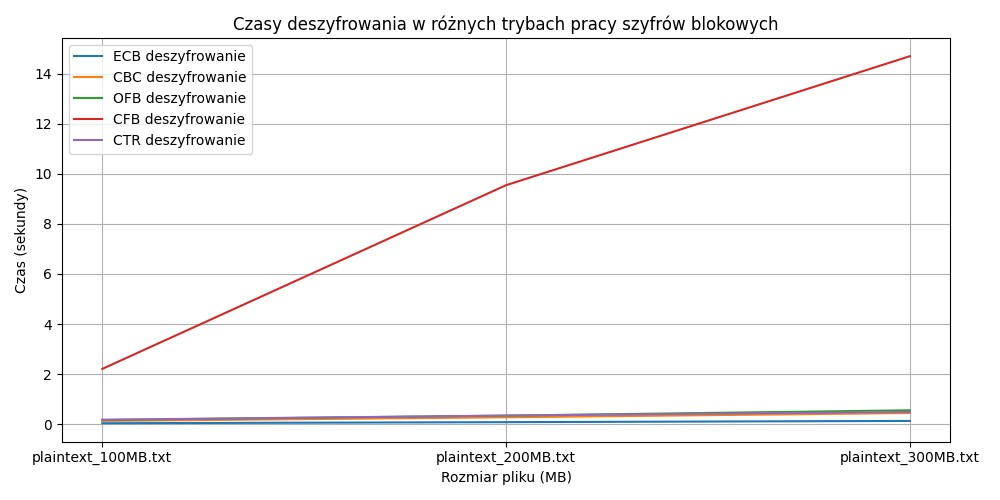 Czasy deszyfrowania w różnych trybach pracy szyfrów blokowych
ECB deszyfrowanie
CBC deszyfrowanie
OFB deszyfrowanie
CFB deszyfrowanie
CTR deszyfrowanie
Czas (sekundy)
14
12
10
8
6
4
2
0
plaintext_100MB.txt
plaintext_200MB.txt
plaintext_300MB.txt
Rozmiar pliku (MB)